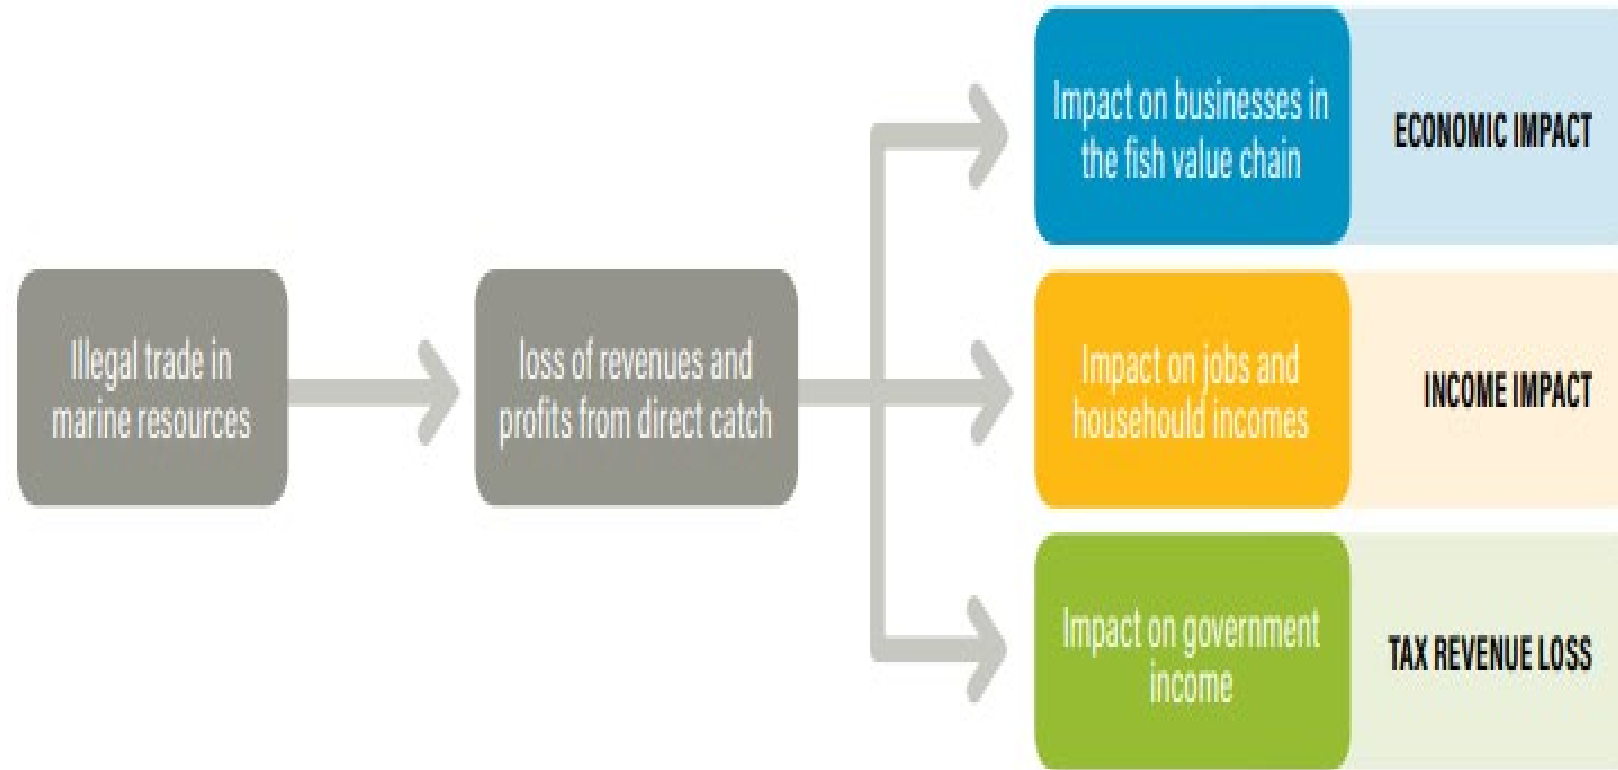 Illegal trade in
marine resources
loss of revenues and
profits from direct catch
Impact on businesses in
the fish value chain
ECONOMIC IMPACT
Impact on jobs and
househould incomes
INCOME IMPACT
Impact on government
income
TAX REVENUE LOSS